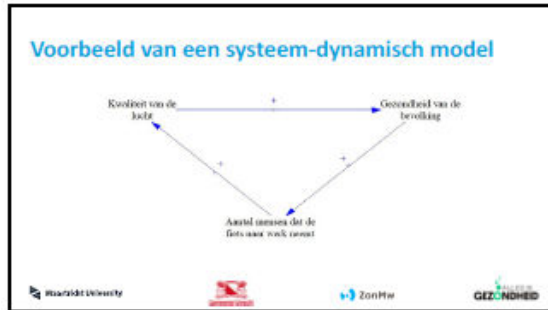 Voorbeeld van een systeem-dynamisch model
+
Kwaliteit van de
lucht
Gezondheid van de
bevolking
+
+
Aantal mensen dat de
fiets naar werk neemt
Maastricht University
ZonMw
GEZONDHEID